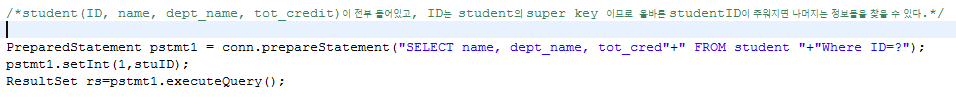 /*student(ID, name, dept_name, tot_credit)이 전부 들어있고, ID는 student의 super key 이므로 올바른 studentID이 주워지면 나머지는 정보들을 찾을 수 있다.*/
PreparedStatement pstmt1 = conn.prepareStatement("SELECT name, dept_name, tot_cred"+" FROM student "+"Where ID=?");
pstmt1.setInt(1,stuID);
ResultSet rs=pstmt1.executeQuery();